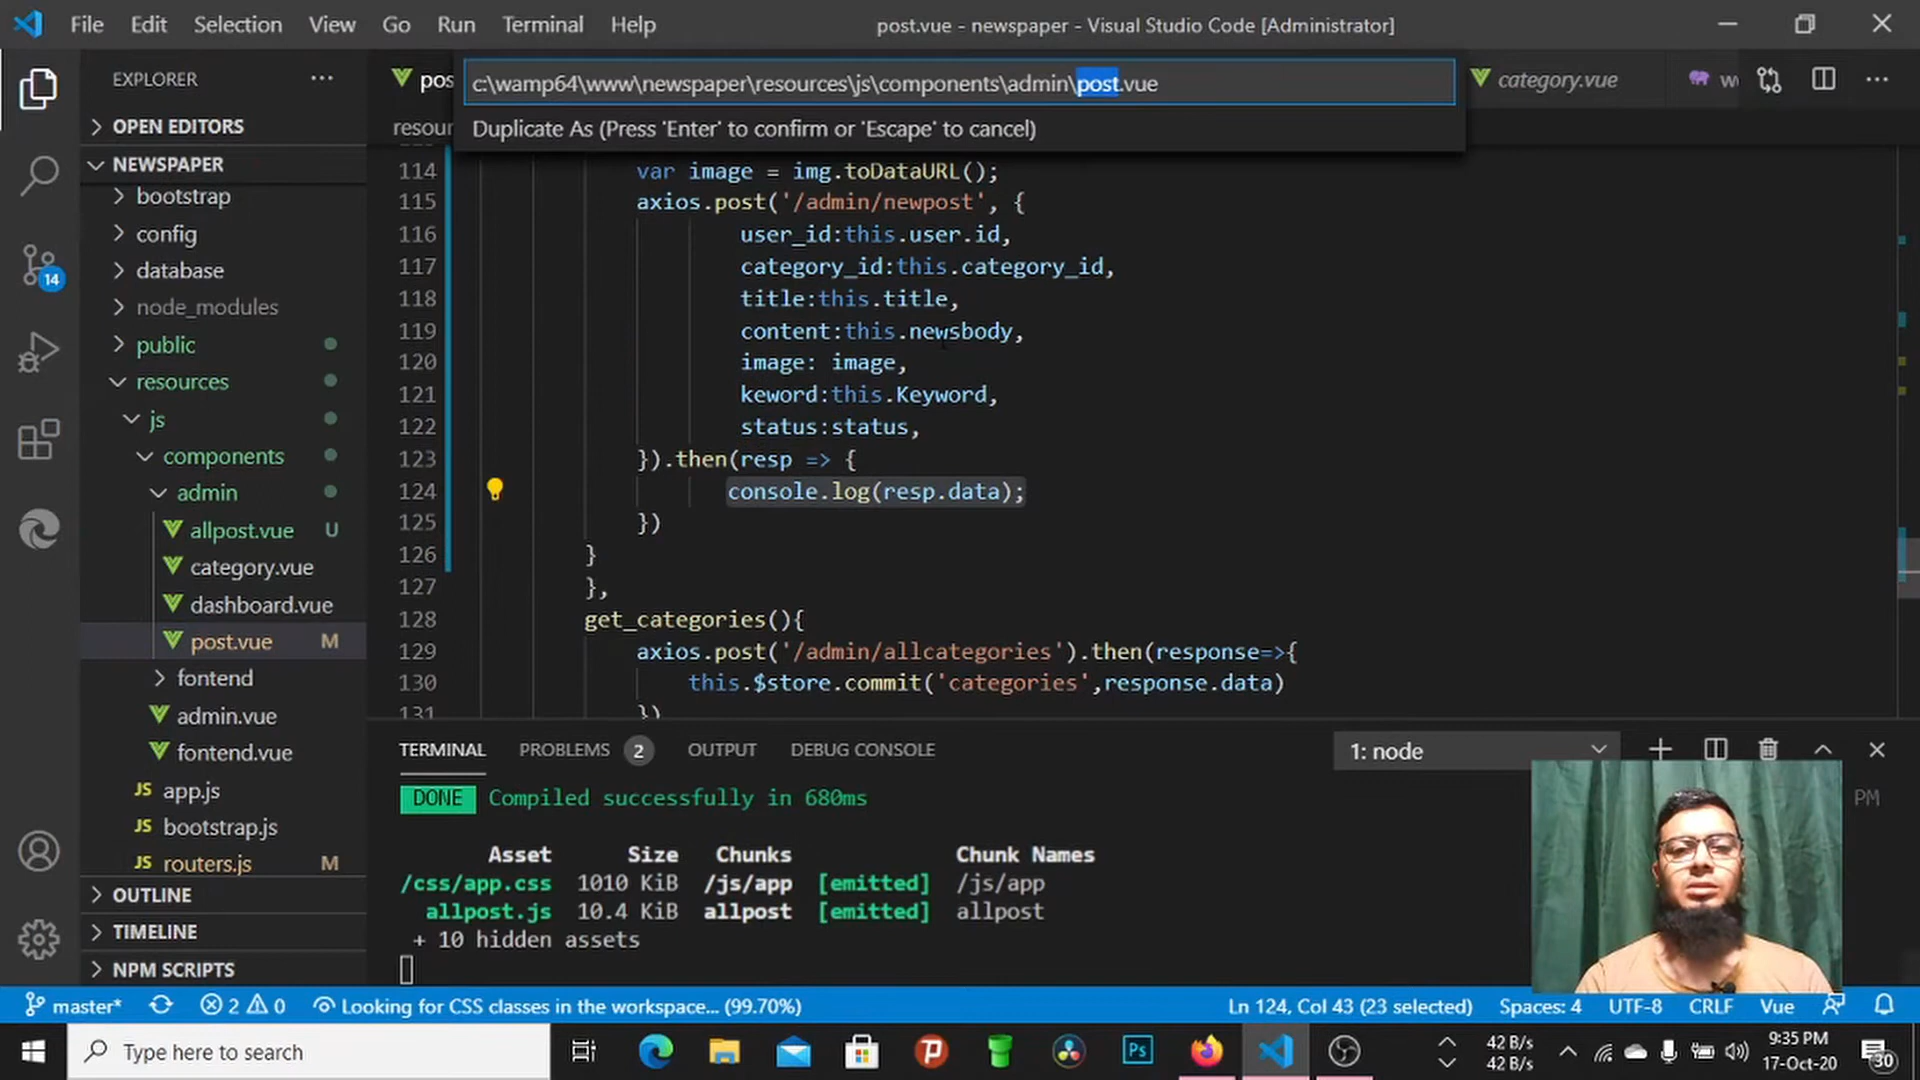 File Edit Selection View Go Run Terminal Help
post.vue - newspaper - Visual Studio Code [Administrator]
EXPLORER
OPEN EDITORS
NEWSPAPER
bootstrap
config
database
node_modules
public
resources
js
components
admin
allpost.vue U
category.vue
dashboard.vue
post.vue M
fontend
admin.vue
fontend.vue
JS app.js
JS bootstrap.js
JS routers.js M
OUTLINE
TIMELINE
NPM SCRIPTS
14
c:\wamp64\www\newspaper\resources\js\components\admin\post.vue
Duplicate As (Press 'Enter' to confirm or 'Escape' to cancel)
category.vue
114 var image = img.toDataURL();
115 axios.post('/admin/newpost', {
116 user_id:this.user.id,
117 category_id:this.category_id,
118 title:this.title,
119 content:this.newsbody,
120 image: image,
121 keword:this.Keyword,
122 status:status,
123 }).then(resp => {
124 console.log(resp.data);
125 })
126 }
127 },
128 get_categories(){
129 axios.post('/admin/allcategories').then(response=>{
130 this.$store.commit('categories',response.data)
131 })
TERMINAL PROBLEMS 2 OUTPUT DEBUG CONSOLE
1: node
DONE Compiled successfully in 680ms
PM
Asset Size Chunks Chunk Names
/css/app.css 1010 KiB /js/app [emitted] /js/app
allpost.js 10.4 KiB allpost [emitted] allpost
+ 10 hidden assets
master* 2 0 Looking for CSS classes in the workspace... (99.70%)
Ln 124, Col 43 (23 selected) Spaces: 4 UTF-8 CRLF Vue
Type here to search
Ps
42 B/s
42 B/s
9:35 PM
17-Oct-20
30